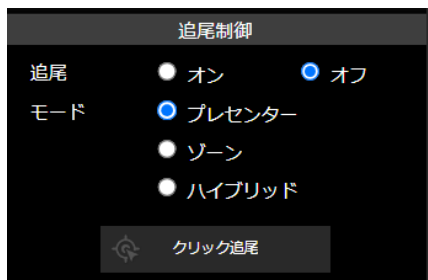 追尾制御
追尾 オン オフ
モード プレセンター
ゾーン
ハイブリッド
クリック追尾